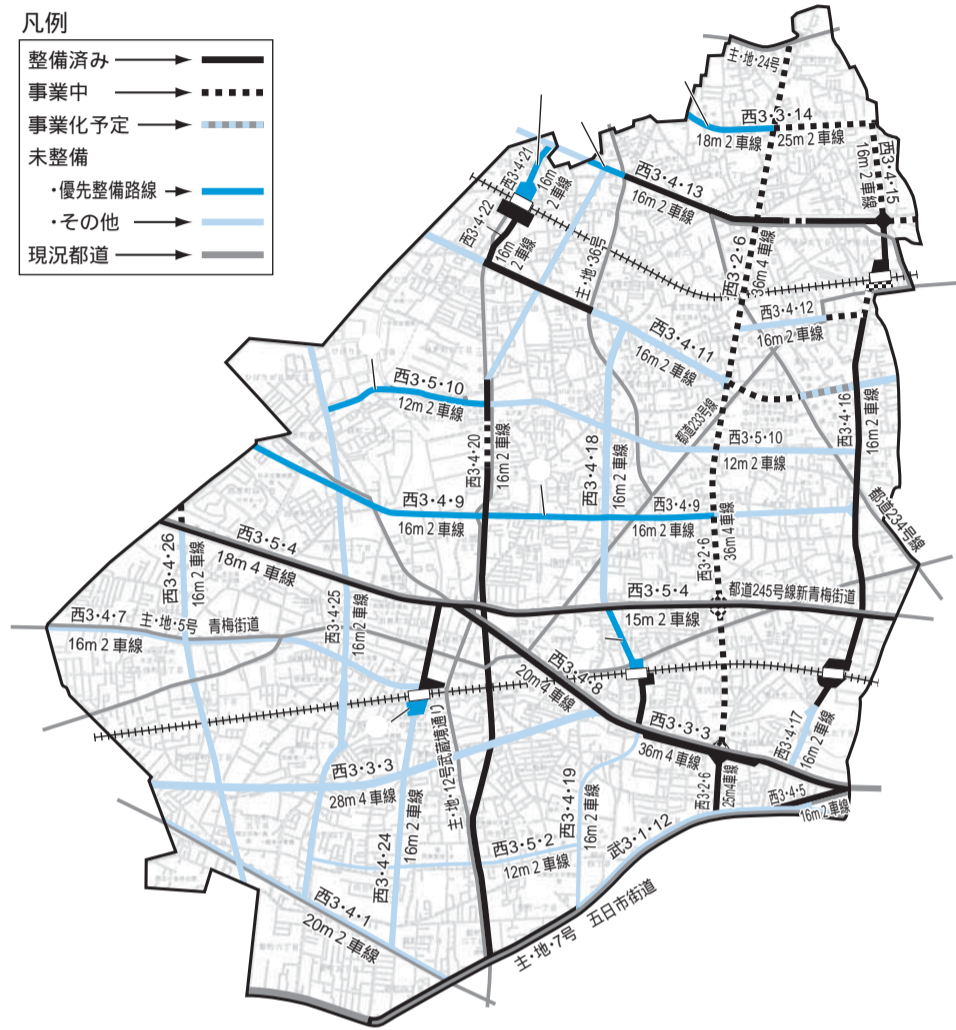 凡例
整備済み
事業中
事業化予定
未整備
・優先整備路線
・その他
現況都道
主・地・24号
西3・3・14
18m 2 車線
25m 2 車線
西3・4・15
16m 2 車線
西3・4・21
16m 2 車線
西3・4・13
16m 2 車線
西3・4・22
16m 2 車線
主・地・36号
西3・2・6
36m 4 車線
西3・4・12
16m 2 車線
西3・4・11
16m 2 車線
西3・5・10
12m 2 車線
都道233号線
西3・4・16
16m 2 車線
西3・4・20
16m 2 車線
西3・4・18
16m 2 車線
西3・5・10
12m 2 車線
西3・4・9
16m 2 車線
西3・4・9
16m 2 車線
西3・2・6
36m 4 車線
都道234号線
西3・5・4
18m 4 車線
西3・4・26
16m 2 車線
西3・4・25
16m 2 車線
西3・5・4
15m 2 車線
都道245号線新青梅街道
西3・4・7
16m 2 車線
主・地・5号 青梅街道
西3・4・8
20m 4 車線
西3・3・3
36m 4 車線
西3・4・17
16m 2 車線
主・地・12号武蔵境通り
西3・3・3
28m 4 車線
西3・4・24
16m 2 車線
西3・4・19
16m 2 車線
西3・2・6
25m4車線
西3・4・5
16m 2 車線
西3・5・2
12m 2 車線
武3・1・12
西3・4・1
20m 2 車線
主・地・7号 五日市街道